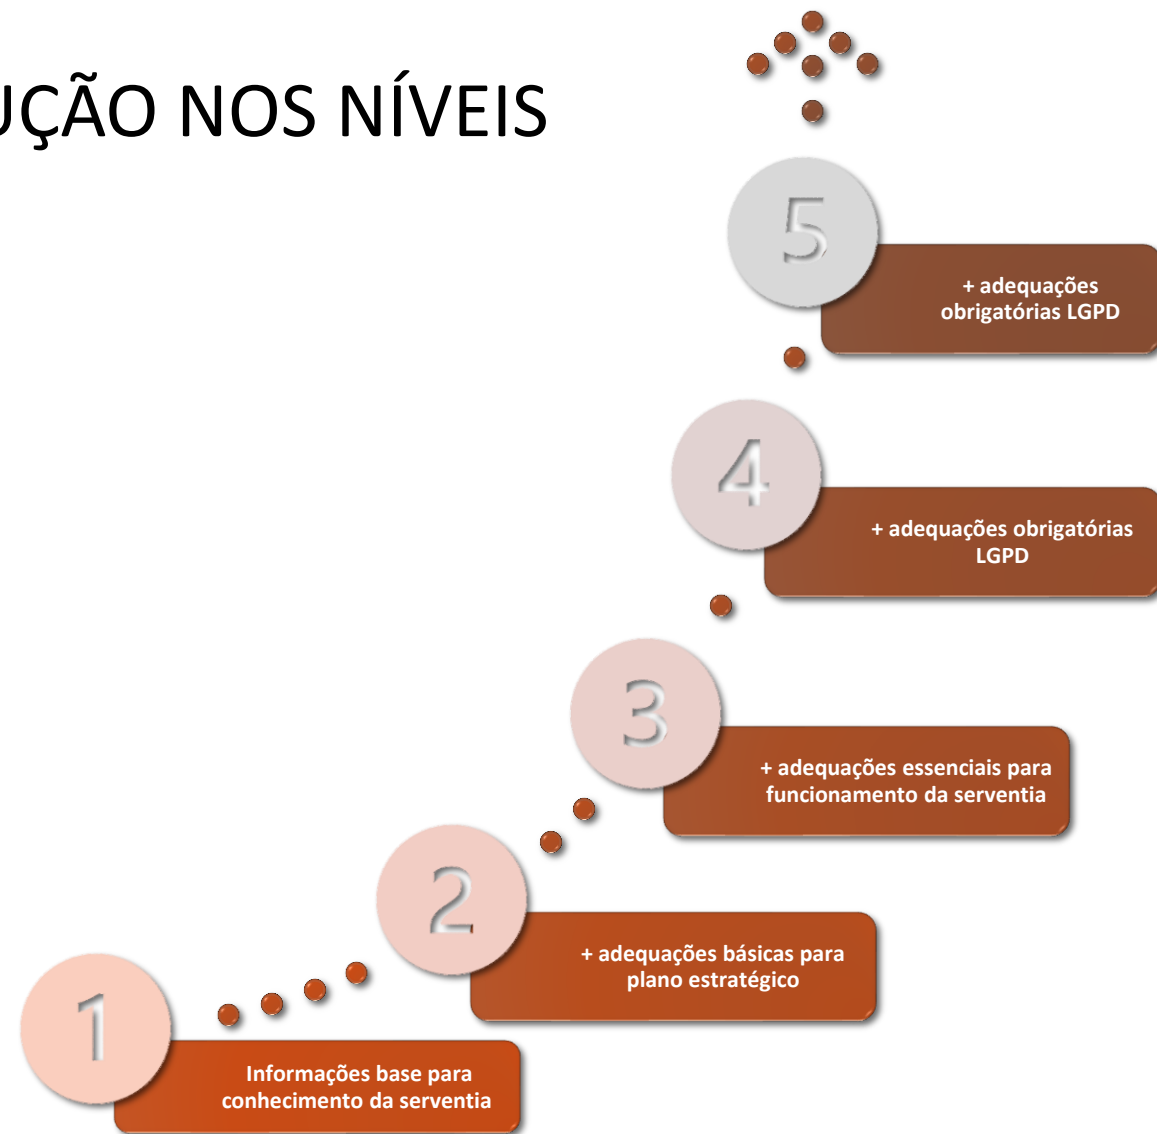 UÇÃO NOS NÍVEIS
5
+ adequações
obrigatórias LGPD
4
+ adequações obrigatórias
LGPD
3
+ adequações essenciais para
funcionamento da serventia
2
+ adequações básicas para
plano estratégico
1
Informações base para
conhecimento da serventia